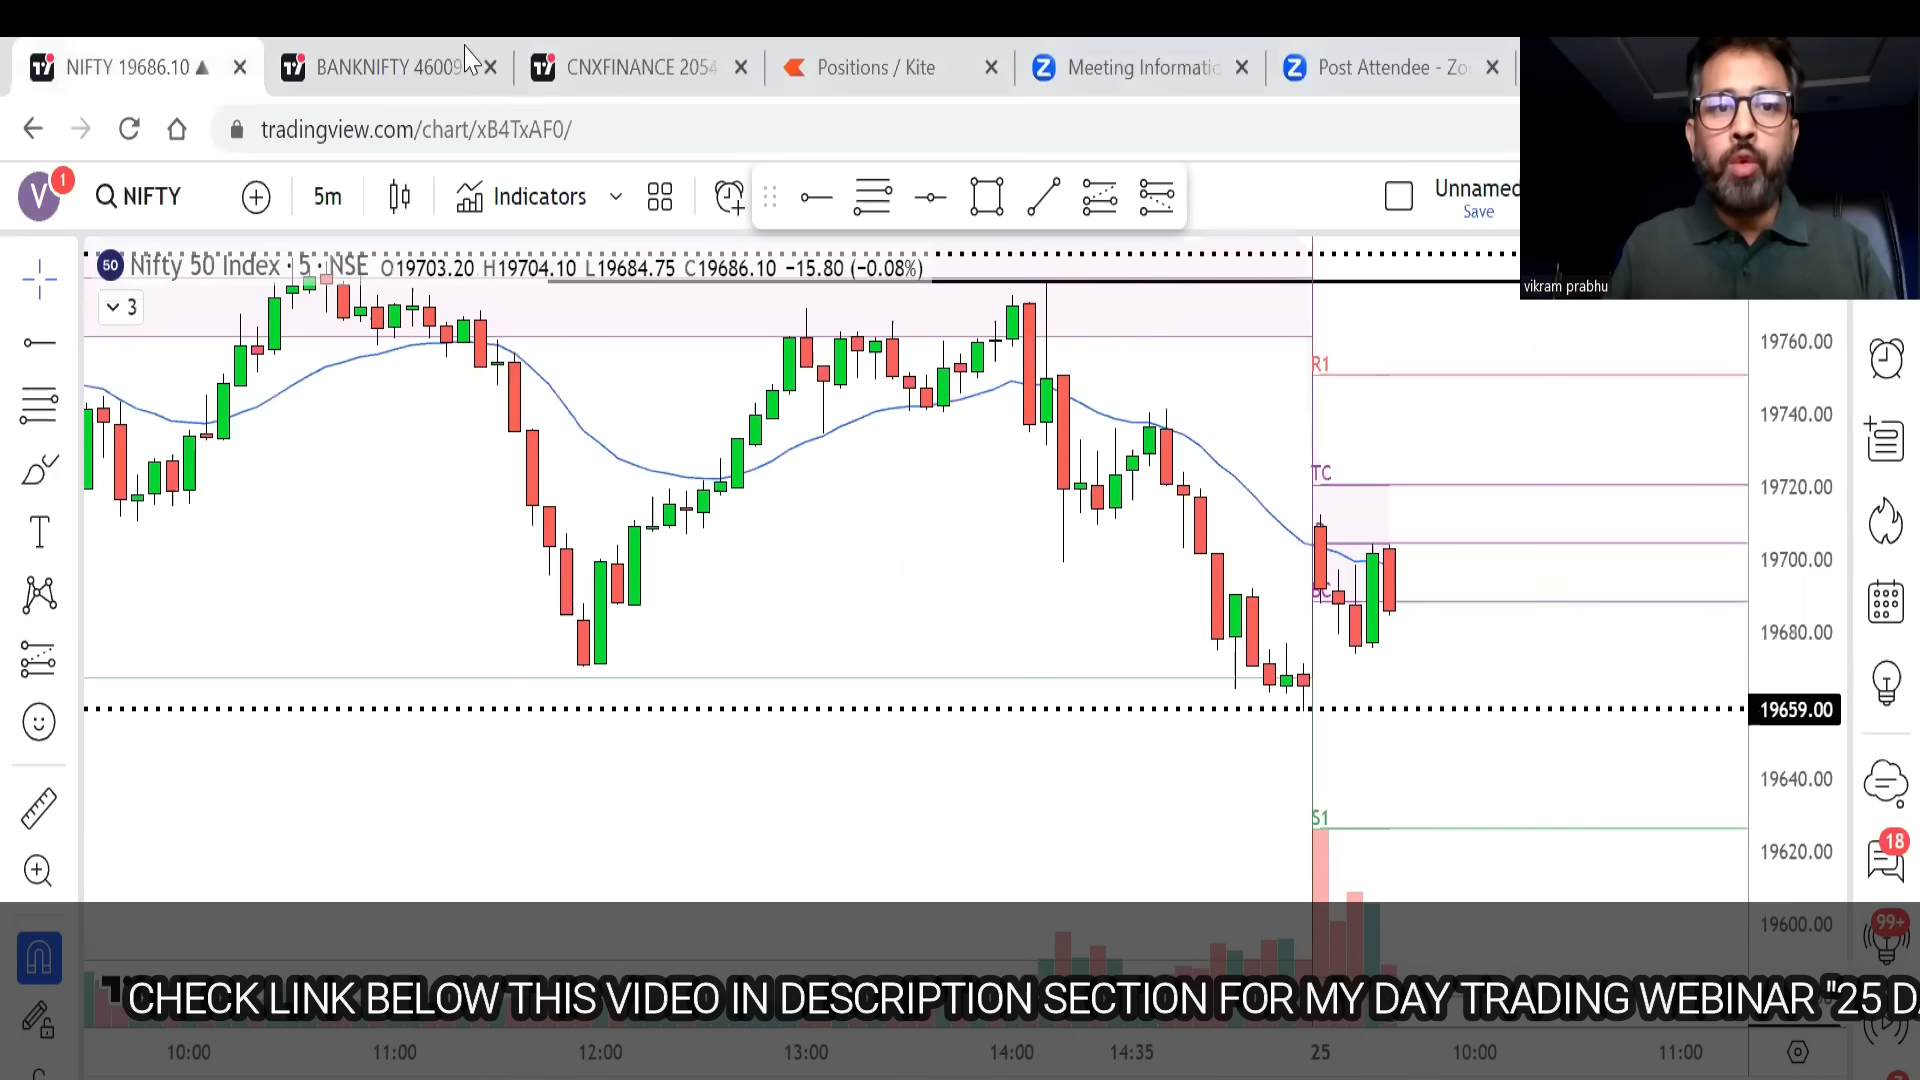 NIFTY 19686.10
BANKNIFTY 46009
CNXFINANCE 2054
Positions / Kite
Meeting Informatic
Post Attendee - Zo
tradingview.com/chart/xB4TxAF0/
V
1
NIFTY
5m
Indicators
Unnamed
Save
vikram prabhu
50
Nifty 50 Index · 5 · NSE O19703.20 H19704.10 L19684.75 C19686.10 −15.80 (−0.08%)
3
19760.00
R1
19740.00
TC
19720.00
19700.00
19680.00
19659.00
19640.00
S1
19620.00
18
19600.00
99+
CHECK LINK BELOW THIS VIDEO IN DESCRIPTION SECTION FOR MY DAY TRADING WEBINAR "25 D
10:00 11:00 12:00 13:00 14:00 14:35 25 10:00 11:00